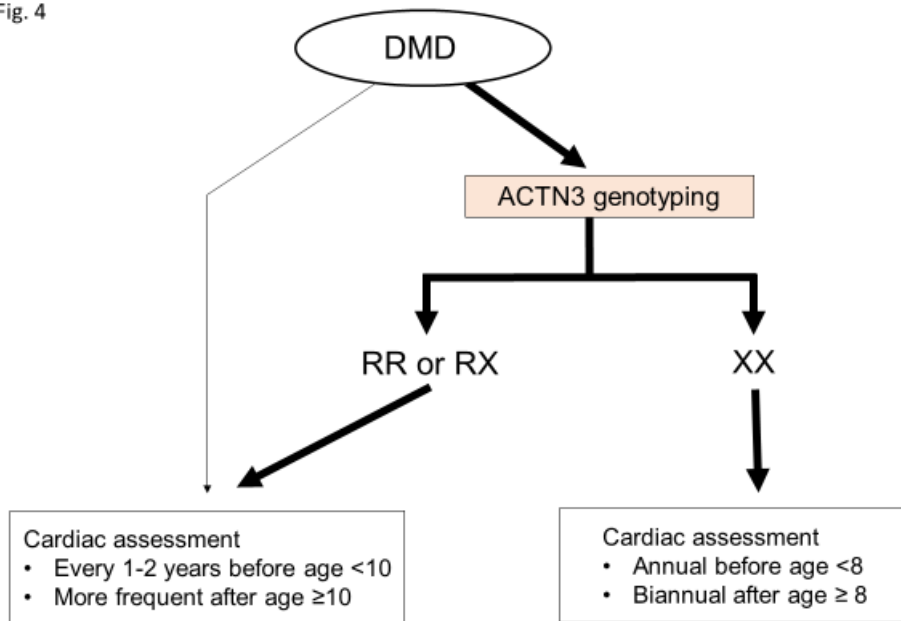 Fig. 4
DMD
ACTN3 genotyping
RR or RX
XX
Cardiac assessment
• Every 1-2 years before age <10
• More frequent after age ≥10
Cardiac assessment
• Annual before age <8
• Biannual after age ≥ 8